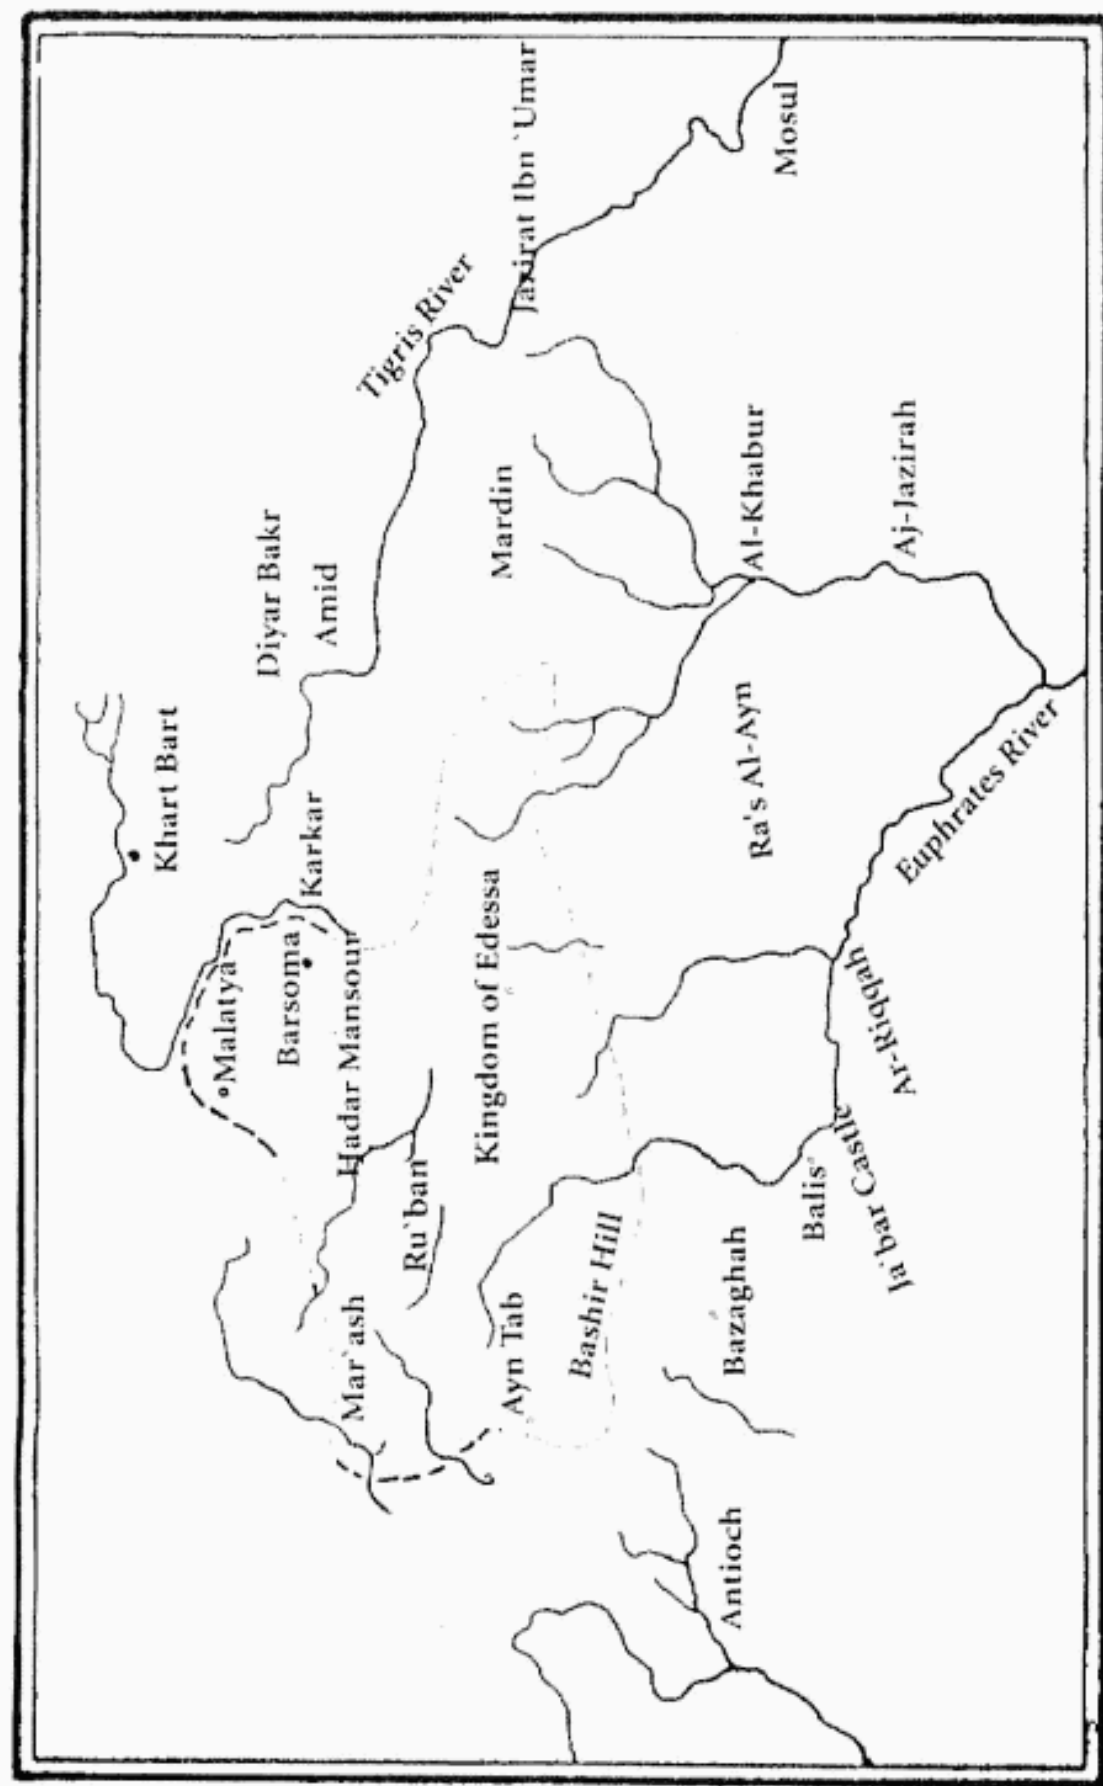 Khart Bart
Malatya
Diyar Bakr
Karkar
Barsoma
Amid
Hadar Mansour
Mar`ash
Ru`ban
Tigris River
Kingdom of Edessa
Mardin
Jazirat Ibn `Umar
Ayn Tab
Bashir Hill
Antioch
Bazaghah
Ra's Al-Ayn
Al-Khabur
Mosul
Balis
Ja`bar Castle
Ar-Riqqah
Euphrates River
Aj-Jazirah